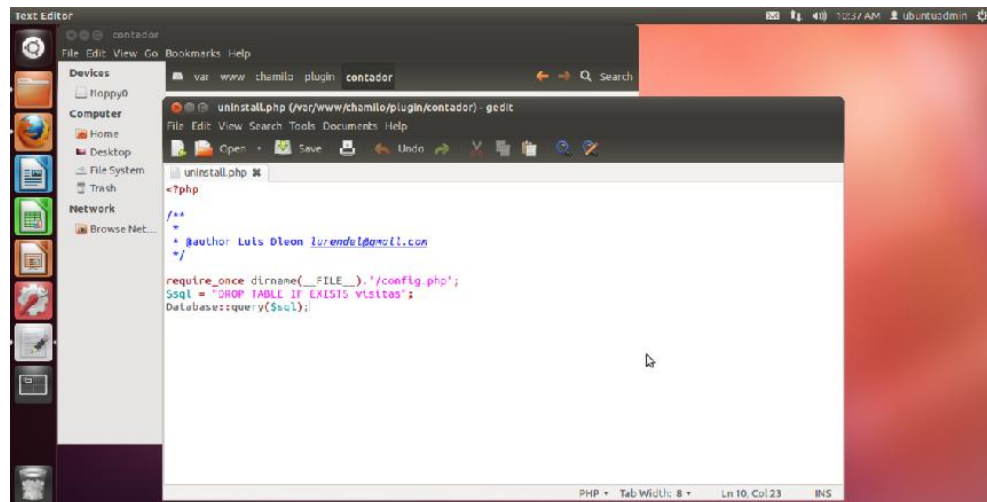 Text Editor
10:37 AM ubuntuadmin
contador
File Edit View Go Bookmarks Help
Devices
floppy0
Computer
Home
Desktop
File System
Trash
Network
Browse Net...
var www chamilo plugin contador
Search
uninstall.php (/var/www/chamilo/plugin/contador) - gedit
File Edit View Search Tools Documents Help
Open Save Undo
uninstall.php
<?php
/**
*
* @author Luis Dleon lurendel@gmail.com
*/
require_once dirname(__FILE__).'/config.php';
$sql = "DROP TABLE IF EXISTS visitas";
Database::query($sql);
PHP Tab Width: 8 Ln 10, Col 23 INS